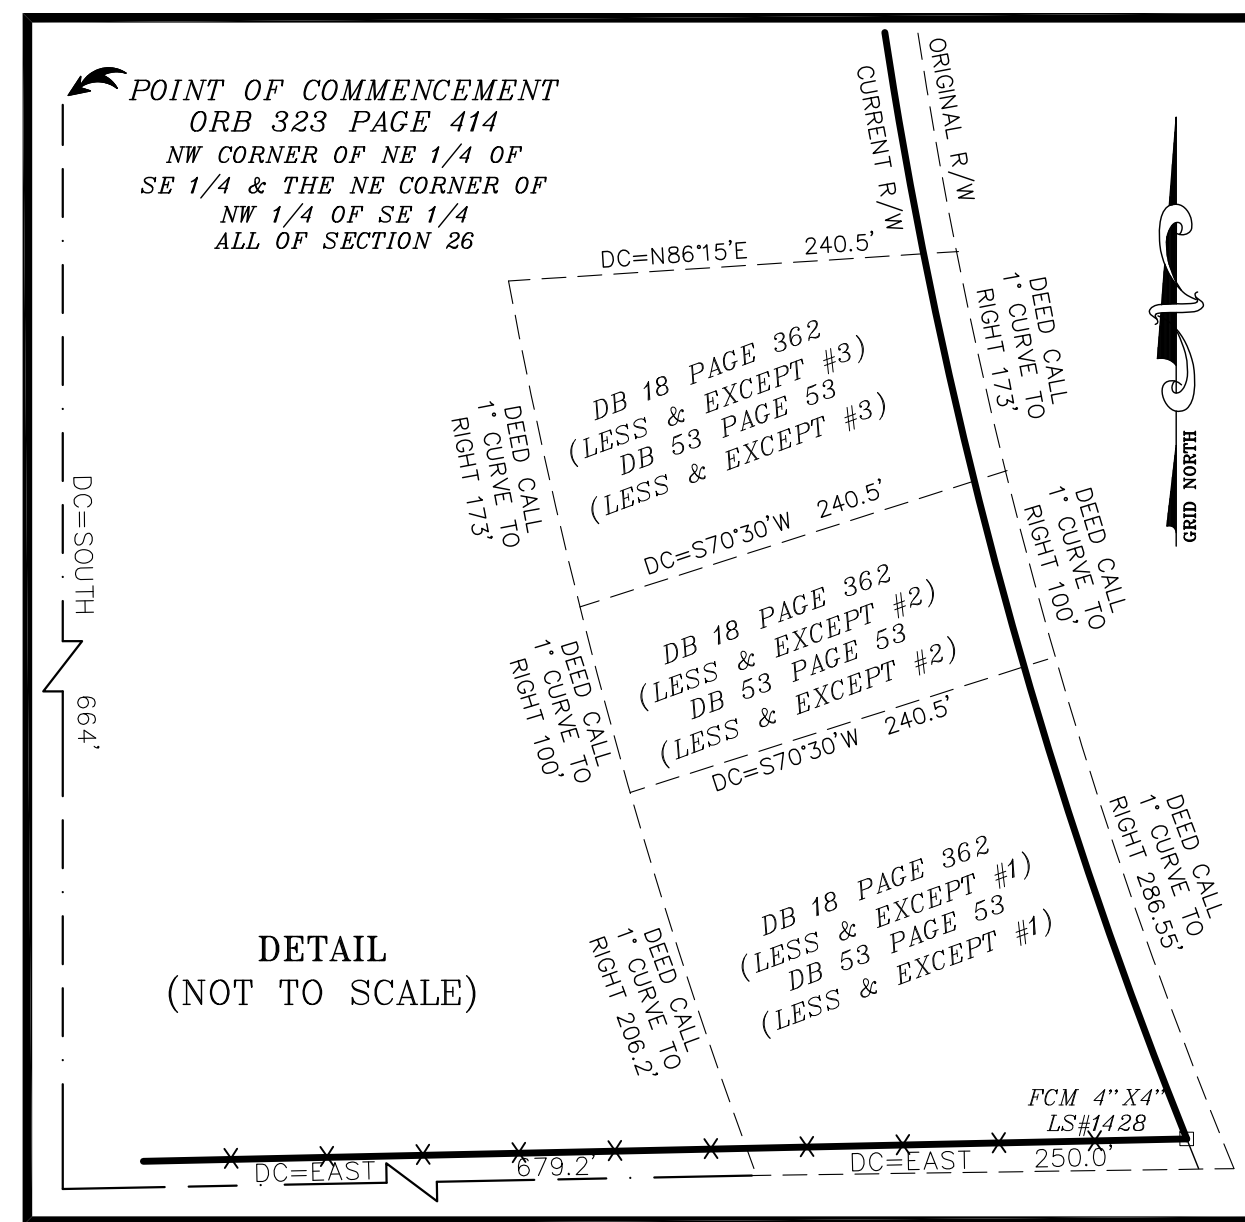 POINT OF COMMENCEMENT
ORB 323 PAGE 414
NW CORNER OF NE 1/4 OF
SE 1/4 & THE NE CORNER OF
NW 1/4 OF SE 1/4
ALL OF SECTION 26
CURRENT R/W
ORIGINAL R/W
DC=N86°15'E 240.5'
DEED CALL
1° CURVE TO
RIGHT 173'
GRID NORTH
DB 18 PAGE 362
(LESS & EXCEPT #3)
DB 53 PAGE 53
(LESS & EXCEPT #3)
DEED CALL
1° CURVE TO
RIGHT 173'
DC=SOUTH
664'
DC=S70°30'W 240.5'
DEED CALL
1° CURVE TO
RIGHT 100'
DB 18 PAGE 362
(LESS & EXCEPT #2)
DB 53 PAGE 53
(LESS & EXCEPT #2)
DEED CALL
1° CURVE TO
RIGHT 100'
DC=S70°30'W 240.5'
DEED CALL
1° CURVE TO
RIGHT 286.55'
DB 18 PAGE 362
(LESS & EXCEPT #1)
DB 53 PAGE 53
(LESS & EXCEPT #1)
DEED CALL
1° CURVE TO
RIGHT 206.2'
DETAIL
(NOT TO SCALE)
FCM 4"X4"
LS#1428
DC=EAST 679.2'
DC=EAST 250.0'